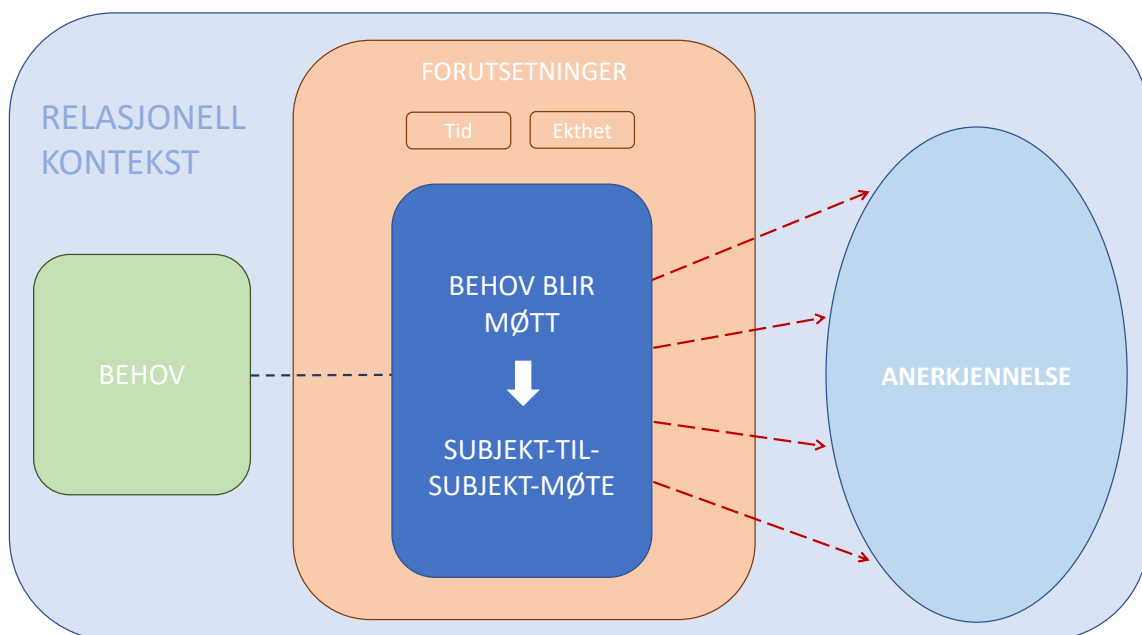 FORUTSETNINGER
RELASJONELL
KONTEKST
Tid
Ekthet
BEHOV
BEHOV BLIR
MØTT
SUBJEKT-TIL-
SUBJEKT-MØTE
ANERKJENNELSE